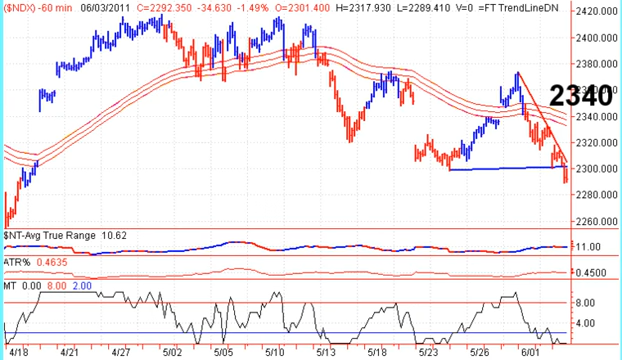 ($NDX) -60 min 06/03/2011 C=2292.350 -34.630 -1.49% O=2301.400 H=2317.930 L=2289.410 V=0 =FT TrendLineDN
2420.000
2400.000
2380.000
2360.000
2340
2340.000
2320.000
2300.000
2280.000
2260.000
$NT-Avg True Range 10.62
11.00
ATR% 0.4635
0.4500
MT 0.00 8.00 2.00
8.00
4.00
4/18 4/21 4/27 5/02 5/05 5/10 5/13 5/18 5/23 5/26 6/01